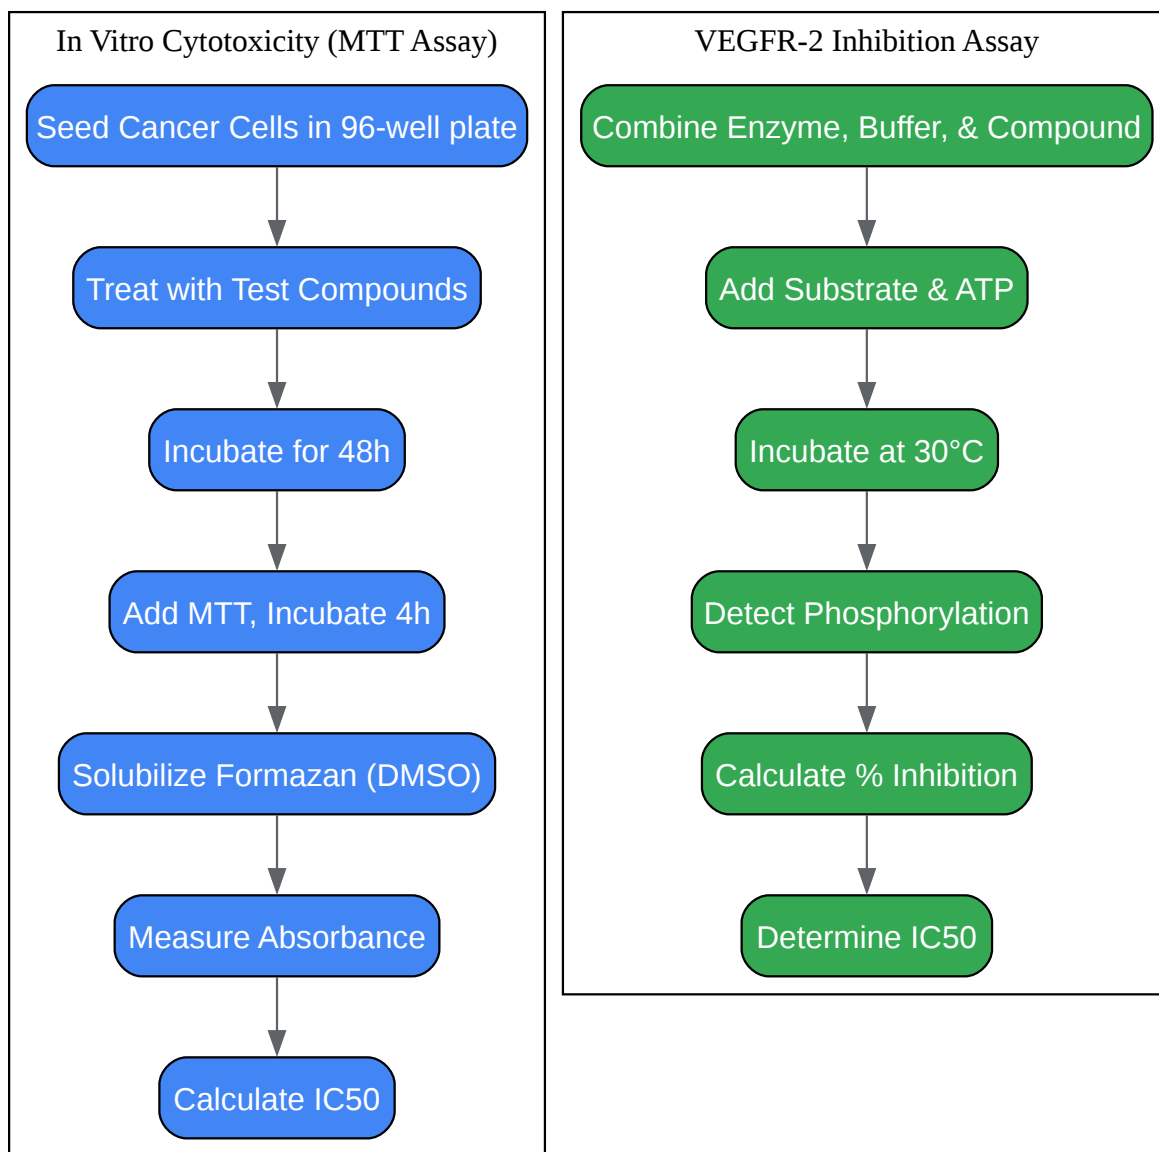 In Vitro Cytotoxicity (MTT Assay)
Seed Cancer Cells in 96-well plate
Treat with Test Compounds
Incubate for 48h
Add MTT, Incubate 4h
Solubilize Formazan (DMSO)
Measure Absorbance
Calculate IC50
VEGFR-2 Inhibition Assay
Combine Enzyme, Buffer, & Compound
Add Substrate & ATP
Incubate at 30°C
Detect Phosphorylation
Calculate % Inhibition
Determine IC50